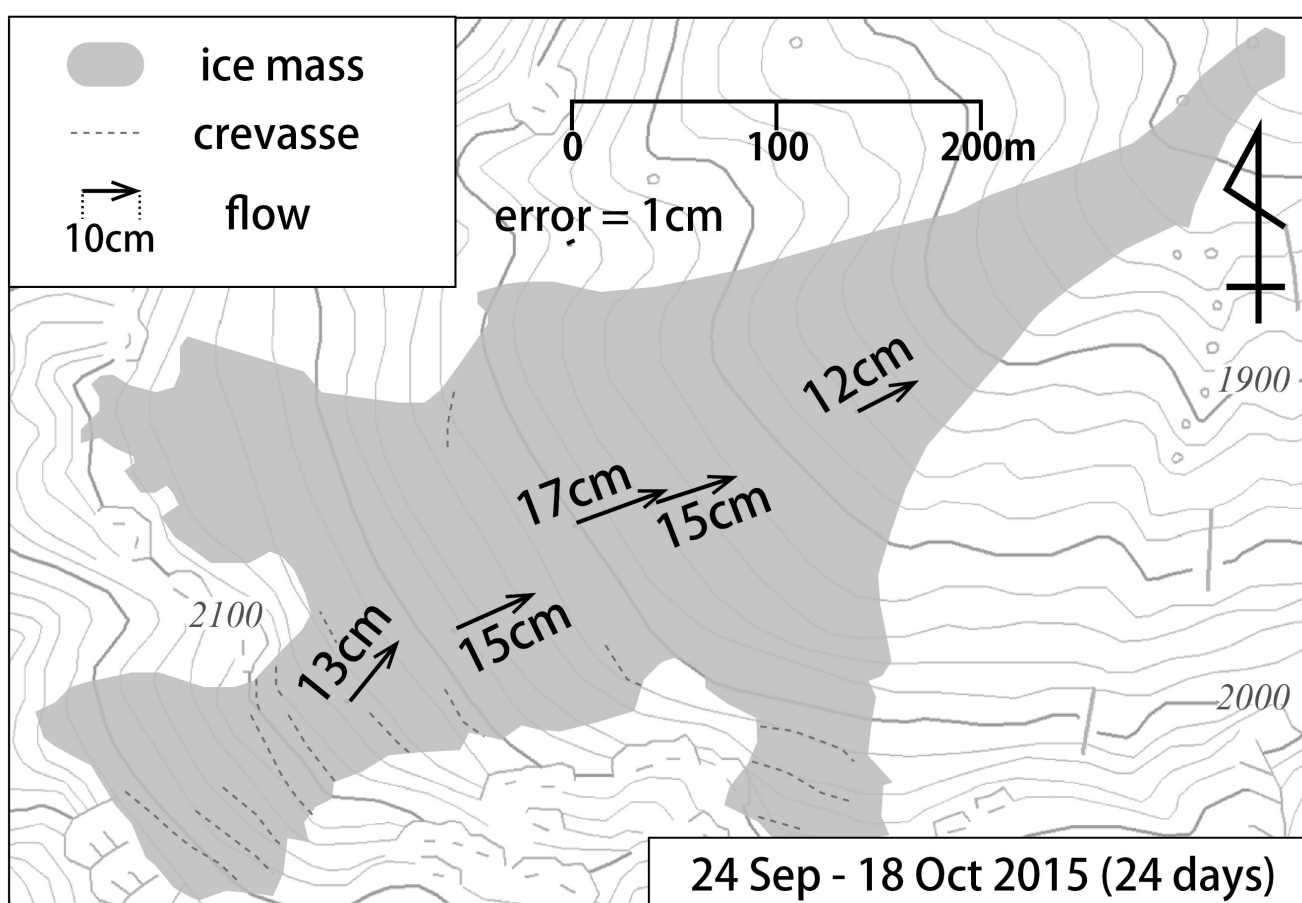 ice mass
crevasse
10cm
flow
0
100
200m
error = 1cm
12cm
1900
17cm
15cm
2100
13cm
15cm
2000
24 Sep - 18 Oct 2015 (24 days)